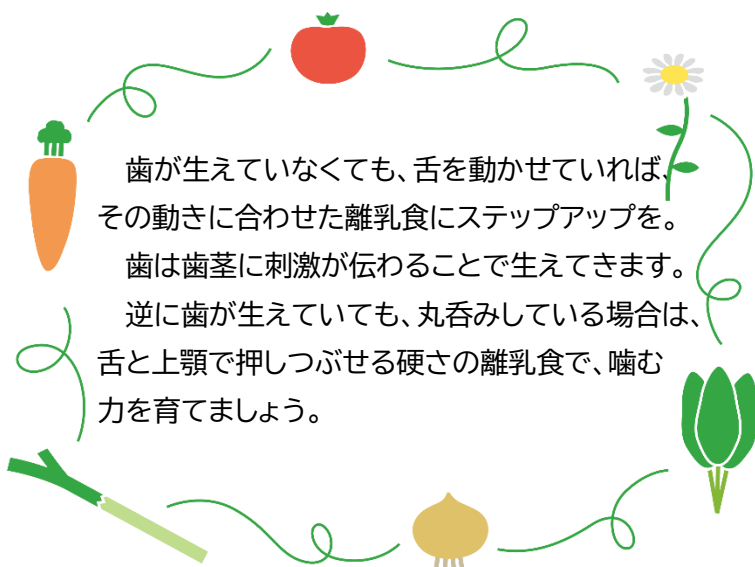 歯が生えていなくても、舌を動かせていれば、
その動きに合わせた離乳食にステップアップを。
歯は歯茎に刺激が伝わることで生えてきます。
逆に歯が生えていても、丸呑みしている場合は、
舌と上顎で押しつぶせる硬さの離乳食で、噛む
力を育てましょう。